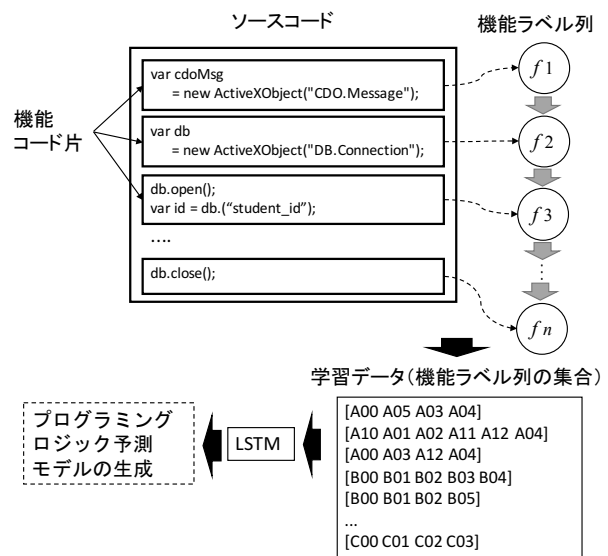 ソースコード
機能ラベル列
機能
コード片
var cdoMsg
= new ActiveXObject("CDO.Message");
var db
= new ActiveXObject("DB.Connection");
db.open();
var id = db.(“student_id”);
….
db.close();
f1
f2
f3
fn
学習データ(機能ラベル列の集合)
[A00 A05 A03 A04]
[A10 A01 A02 A11 A12 A04]
[A00 A03 A12 A04]
[B00 B01 B02 B03 B04]
[B00 B01 B02 B05]
...
[C00 C01 C02 C03]
LSTM
プログラミング
ロジック予測
モデルの生成